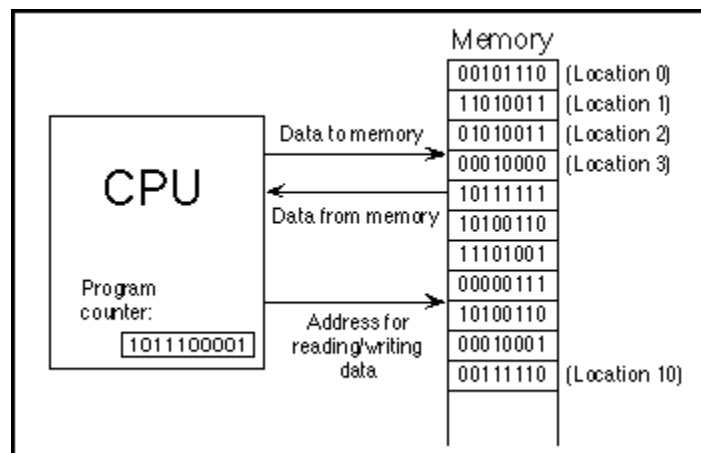 Memory
00101110 (Location 0)
11010011 (Location 1)
01010011 (Location 2)
00010000 (Location 3)
10111111
10100110
11101001
00000111
10100110
00010001
00111110 (Location 10)
Data to memory
CPU
Data from memory
Program
counter:
1011100001
Address for
reading/writing
data